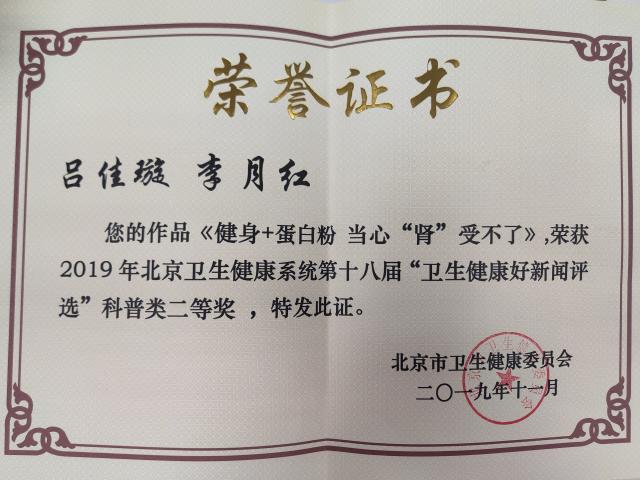 荣誉证书
吕佳璇 李月红
您的作品《健身+蛋白粉 当心“肾”受不了》,荣获
2019年北京卫生健康系统第十八届“卫生健康好新闻评
选”科普类二等奖 ，特发此证。
北京市卫生健康委员会
二〇一九年十一月